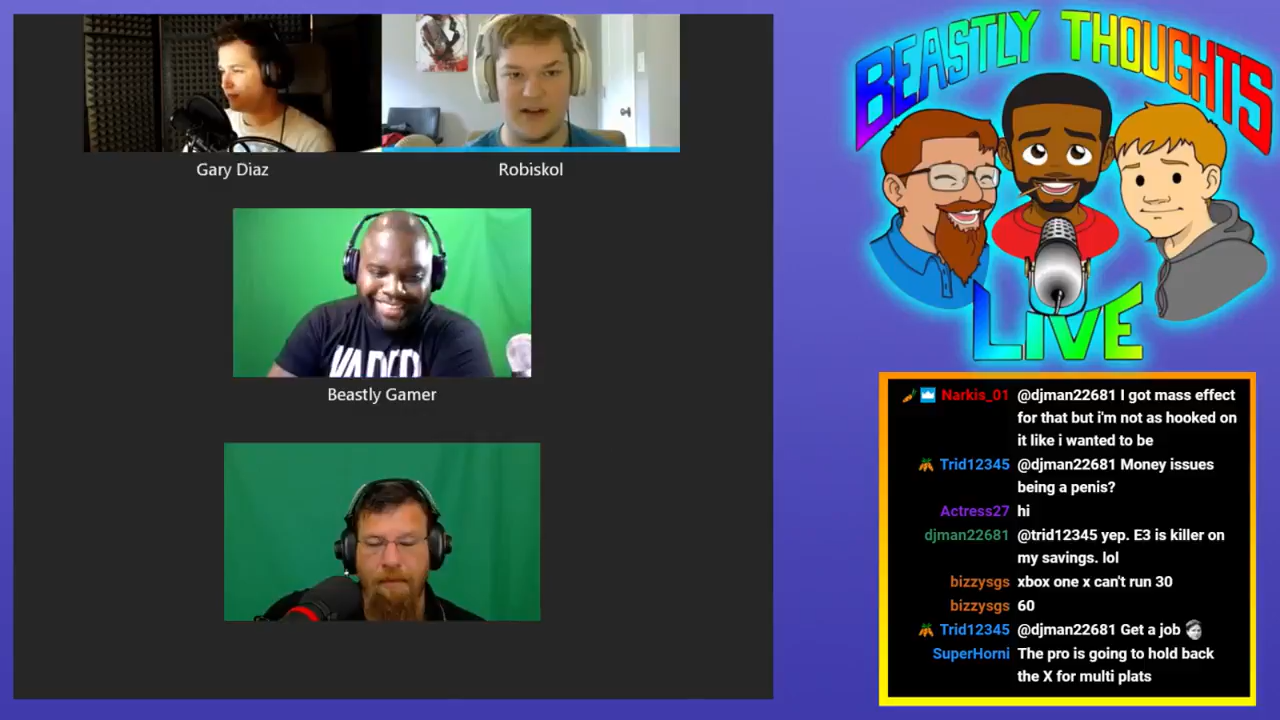 BEASTLY THOUGHTS
LIVE
Gary Diaz
Robiskol
Beastly Gamer
Narkis_01 @djman22681 I got mass effect
for that but i'm not as hooked on
it like i wanted to be
Trid12345 @djman22681 Money issues
being a penis?
Actress27 hi
djman22681 @trid12345 yep. E3 is killer on
my savings. lol
bizzysgs xbox one x can't run 30
bizzysgs 60
Trid12345 @djman22681 Get a job
SuperHorni The pro is going to hold back
the X for multi plats